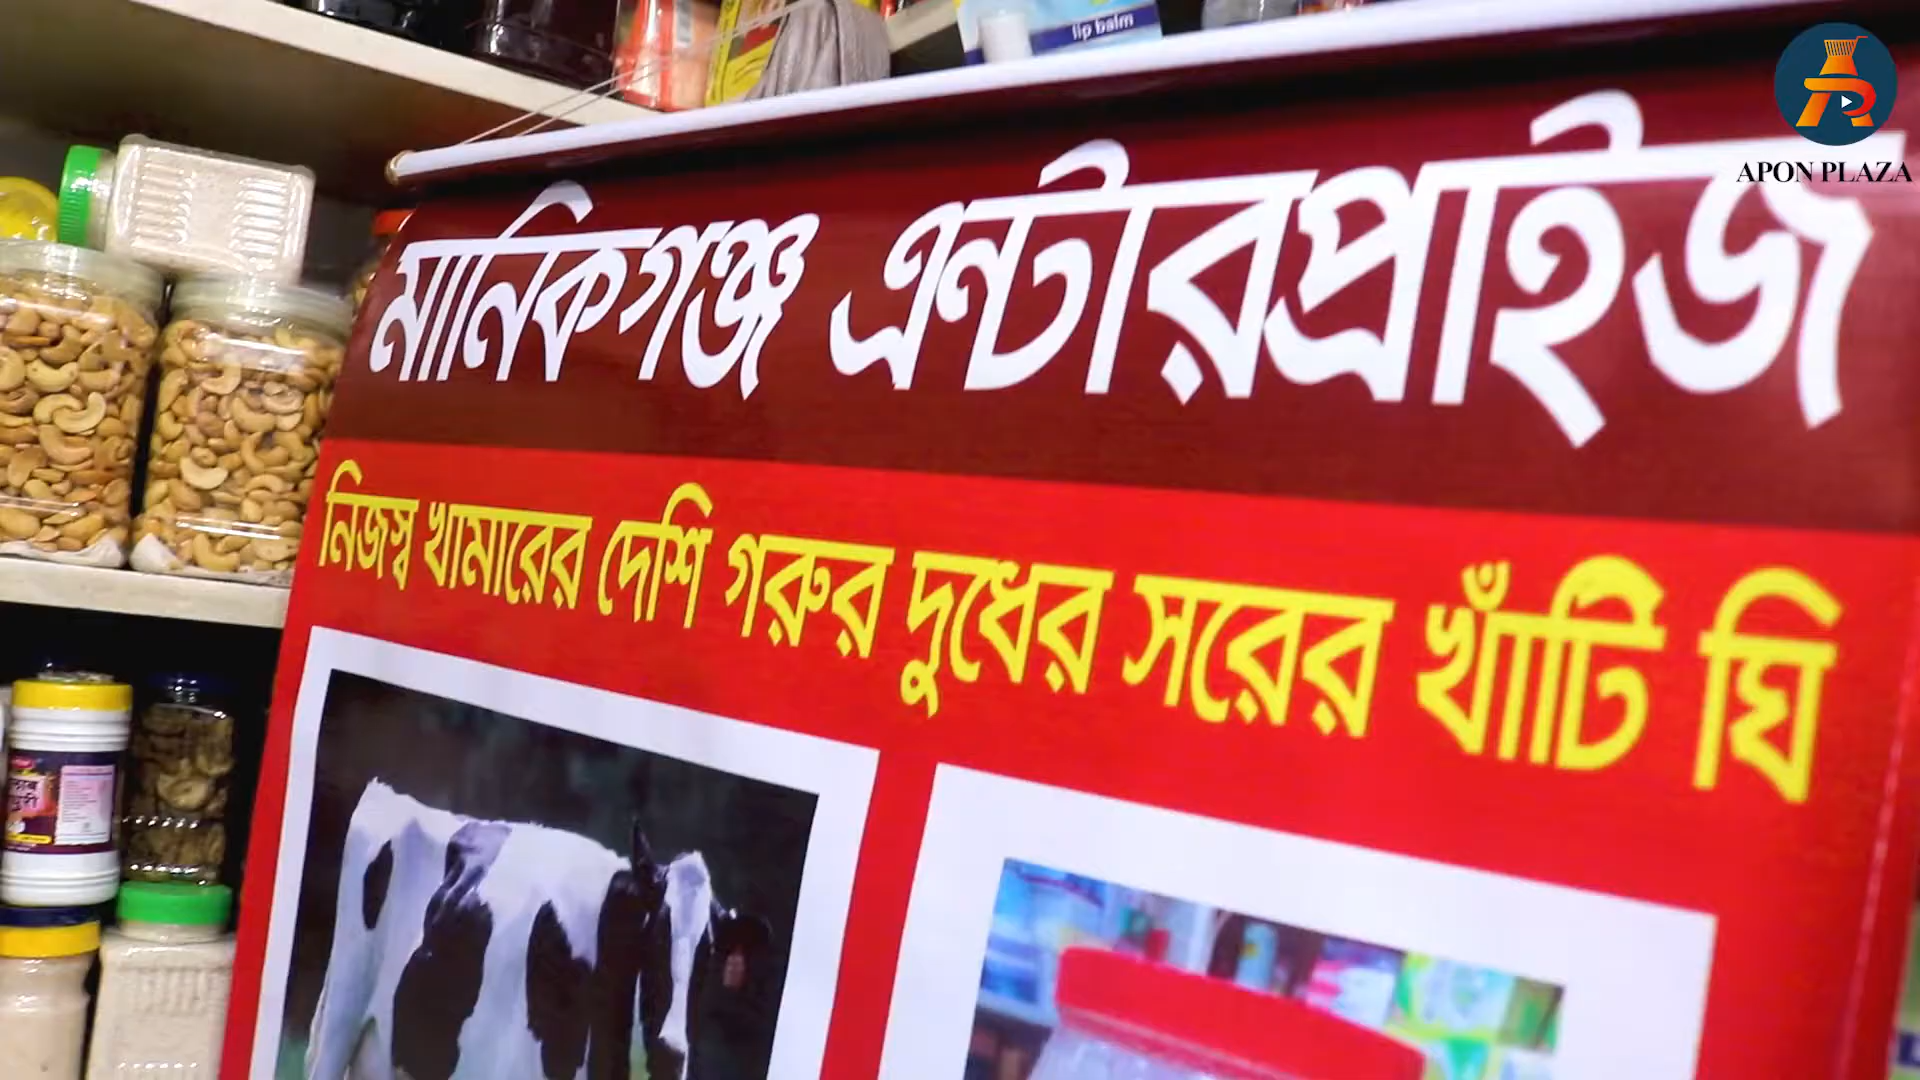 lip balm
APON PLAZA
মানিকগঞ্জ এন্টারপ্রাইজ
নিজস্ব খামারের দেশি গরুর দুধের সরের খাঁটি ঘি